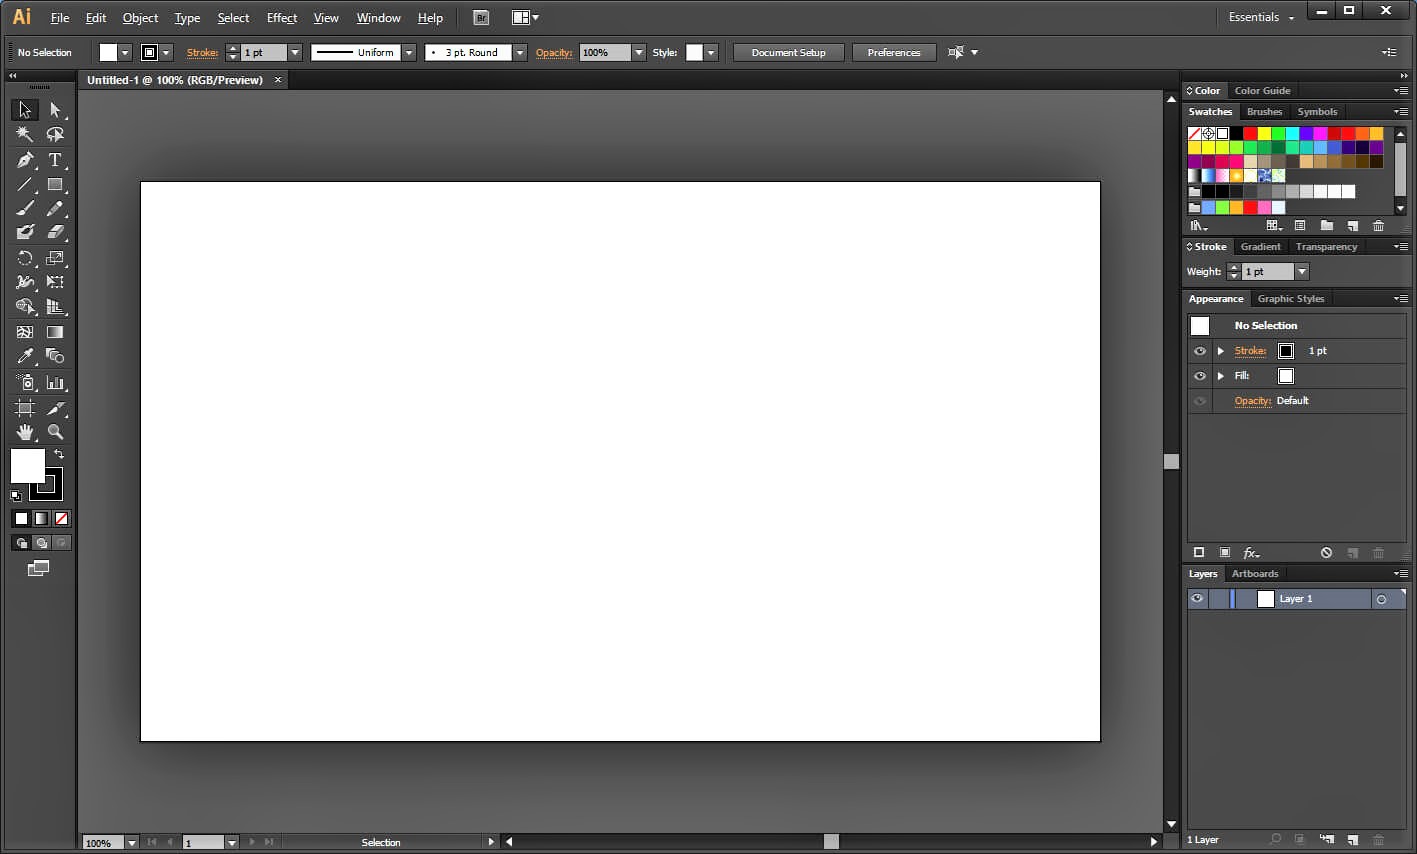 Ai File Edit Object Type Select Effect View Window Help Br Essentials
No Selection Stroke: 1 pt Uniform 3 pt. Round Opacity: 100% Style: Document Setup Preferences
Untitled-1 @ 100% (RGB/Preview)
Color Color Guide
Swatches Brushes Symbols
Stroke Gradient Transparency
Weight: 1 pt
Appearance Graphic Styles
No Selection
Stroke: 1 pt
Fill:
Opacity: Default
fx
Layers Artboards
Layer 1
1 Layer
100% 1 Selection